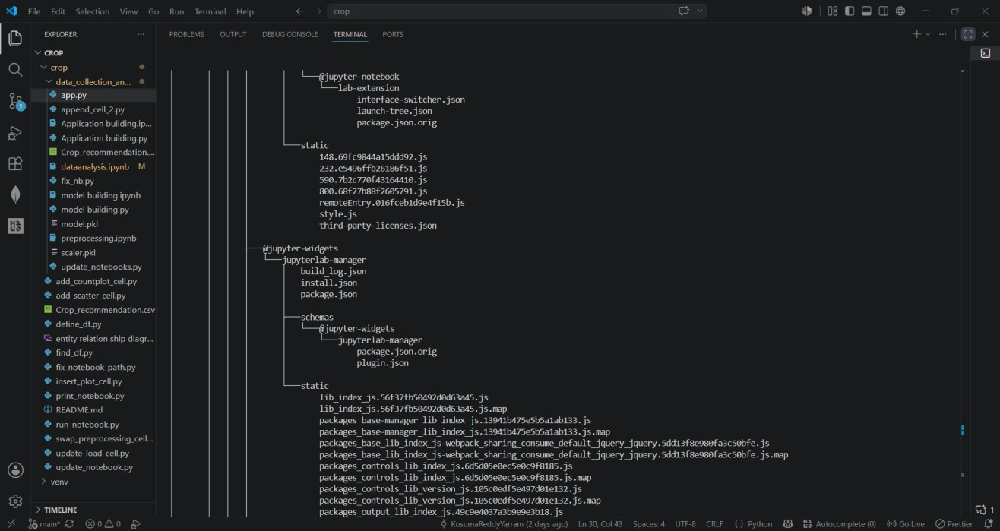 File Edit Selection View Go Run Terminal Help
crop
EXPLORER
PROBLEMS OUTPUT DEBUG CONSOLE TERMINAL PORTS
CROP
crop
data_collection_an...
app.py
append_cell_2.py
Application building.ip...
Application building.py
Crop_recommendation....
dataanalysis.ipynb M
fix_nb.py
model building.ipynb
model building.py
model.pkl
preprocessing.ipynb
scaler.pkl
update_notebooks.py
add_countplot_cell.py
add_scatter_cell.py
Crop_recommendation.csv
define_df.py
entity relation ship diagr...
find_df.py
fix_notebook_path.py
insert_plot_cell.py
print_notebook.py
README.md
run_notebook.py
swap_preprocessing_cell...
update_load_cell.py
update_notebook.py
venv
TIMELINE
1
@jupyter-notebook
lab-extension
interface-switcher.json
launch-tree.json
package.json.orig
static
148.69fc9844a15ddd92.js
232.e5496ffb26186f51.js
590.7b2c770f43164410.js
800.68f27b88f2605791.js
remoteEntry.016fceb1d9e4f15b.js
style.js
third-party-licenses.json
@jupyter-widgets
jupyterlab-manager
build_log.json
install.json
package.json
schemas
@jupyter-widgets
jupyterlab-manager
package.json.orig
plugin.json
static
lib_index_js.56f37fb50492d0d63a45.js
lib_index_js.56f37fb50492d0d63a45.js.map
packages_base-manager_lib_index_js.13941b475e5b5a1ab133.js
packages_base-manager_lib_index_js.13941b475e5b5a1ab133.js.map
packages_base_lib_index_js-webpack_sharing_consume_default_jquery_jquery.5dd13f8e980fa3c50bfe.js
packages_base_lib_index_js-webpack_sharing_consume_default_jquery_jquery.5dd13f8e980fa3c50bfe.js.map
packages_controls_lib_index_js.6d5d05e0ec5e0c9f8185.js
packages_controls_lib_index_js.6d5d05e0ec5e0c9f8185.js.map
packages_controls_lib_version_js.105c0edf5e497d01e132.js
packages_controls_lib_version_js.105c0edf5e497d01e132.js.map
packages_output_lib_index_js.49c9e4037a3b9e9e3b18.js
1
main* 0 0 KusumaReddyYarram (2 days ago) Ln 30, Col 43 Spaces: 4 UTF-8 CRLF { } Python Autocomplete (0) Go Live Prettier